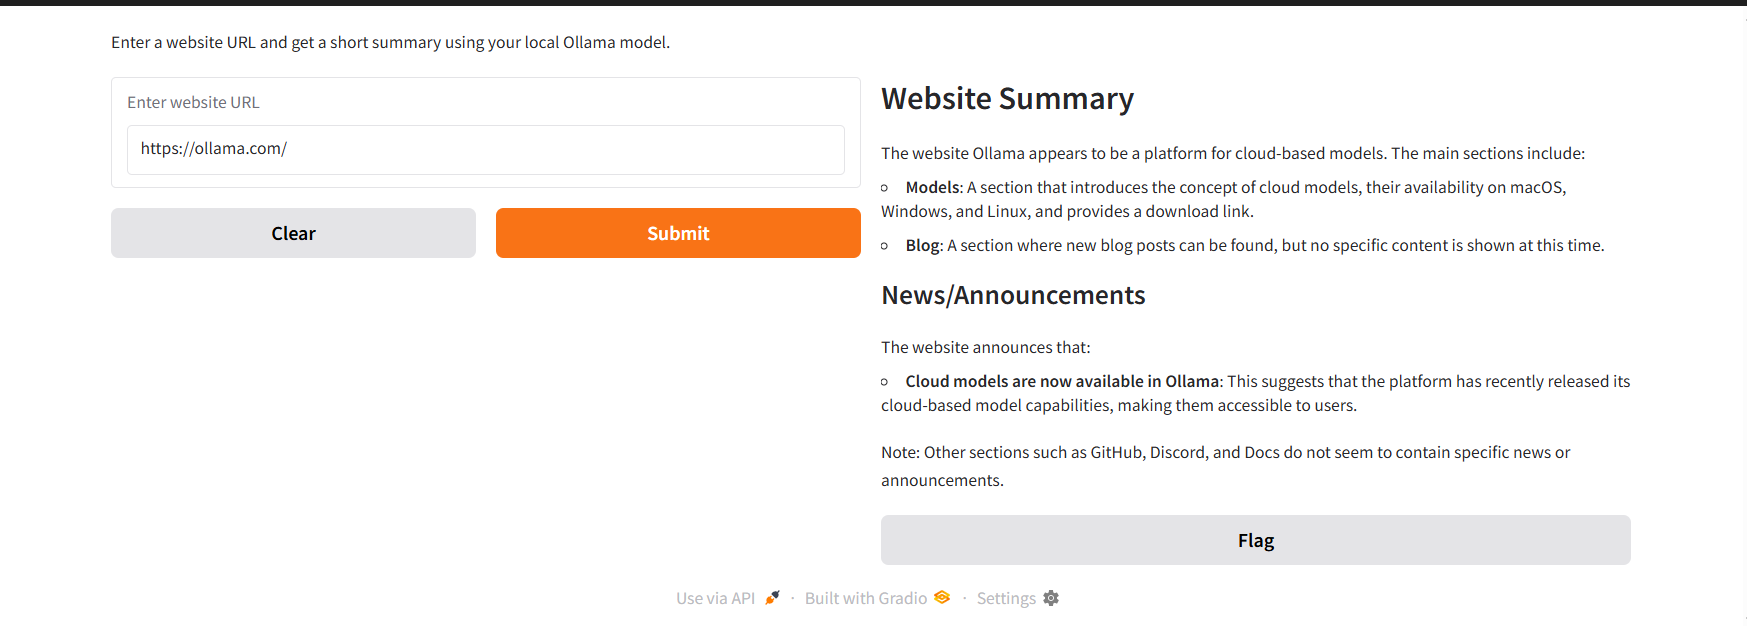 Enter a website URL and get a short summary using your local Ollama model.
Enter website URL
https://ollama.com/
Clear
Submit
Website Summary
The website Ollama appears to be a platform for cloud-based models. The main sections include:
Models: A section that introduces the concept of cloud models, their availability on macOS,
Windows, and Linux, and provides a download link.
Blog: A section where new blog posts can be found, but no specific content is shown at this time.
News/Announcements
The website announces that:
Cloud models are now available in Ollama: This suggests that the platform has recently released its
cloud-based model capabilities, making them accessible to users.
Note: Other sections such as GitHub, Discord, and Docs do not seem to contain specific news or
announcements.
Flag
Use via API · Built with Gradio · Settings